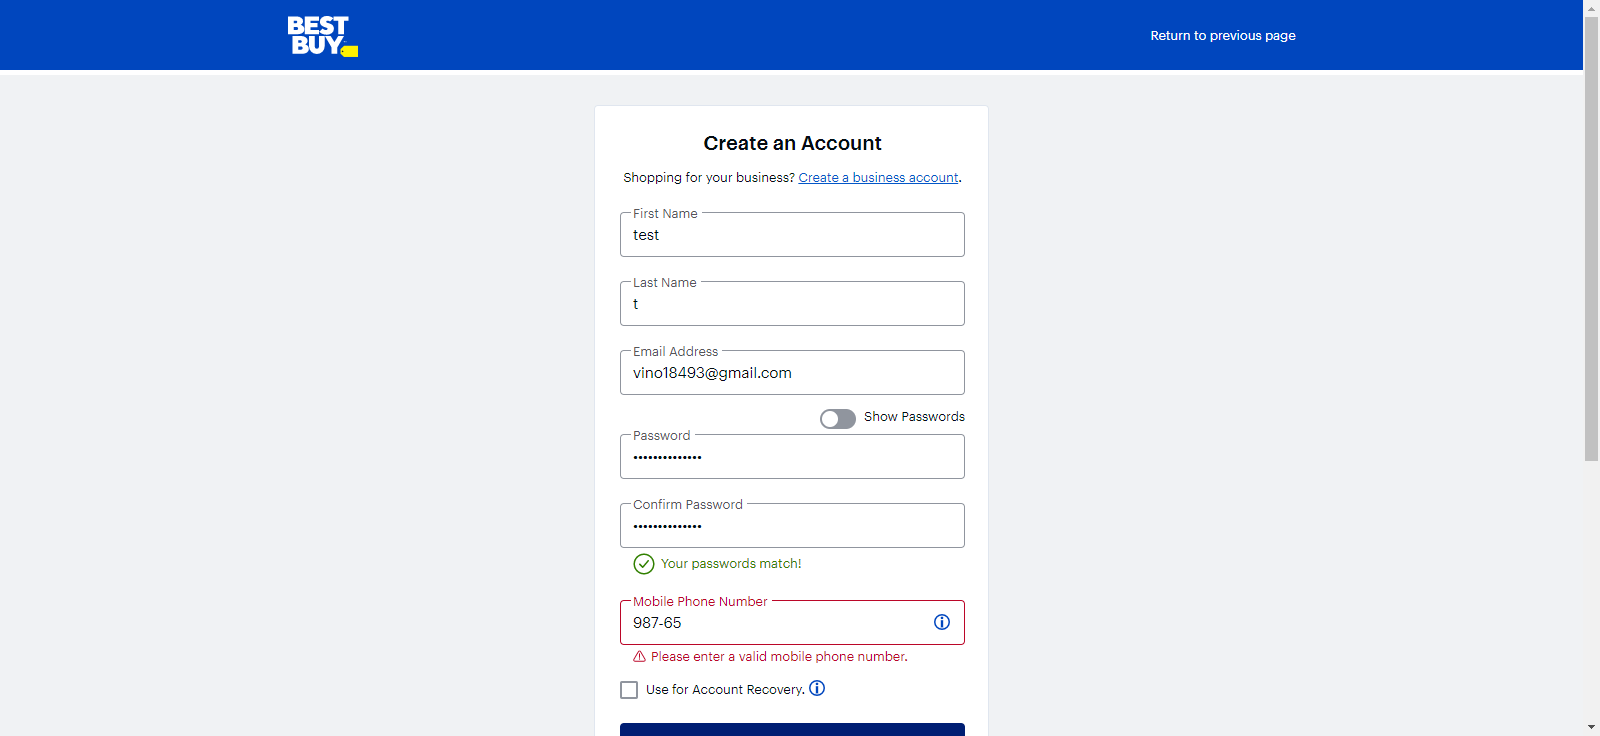 BEST
BUY
Return to previous page
Create an Account
Shopping for your business? Create a business account.
First Name
test
Last Name
t
Email Address
vino18493@gmail.com
Show Passwords
Password
••••••••••••••
Confirm Password
••••••••••••••
Your passwords match!
Mobile Phone Number
987-65
Please enter a valid mobile phone number.
Use for Account Recovery.